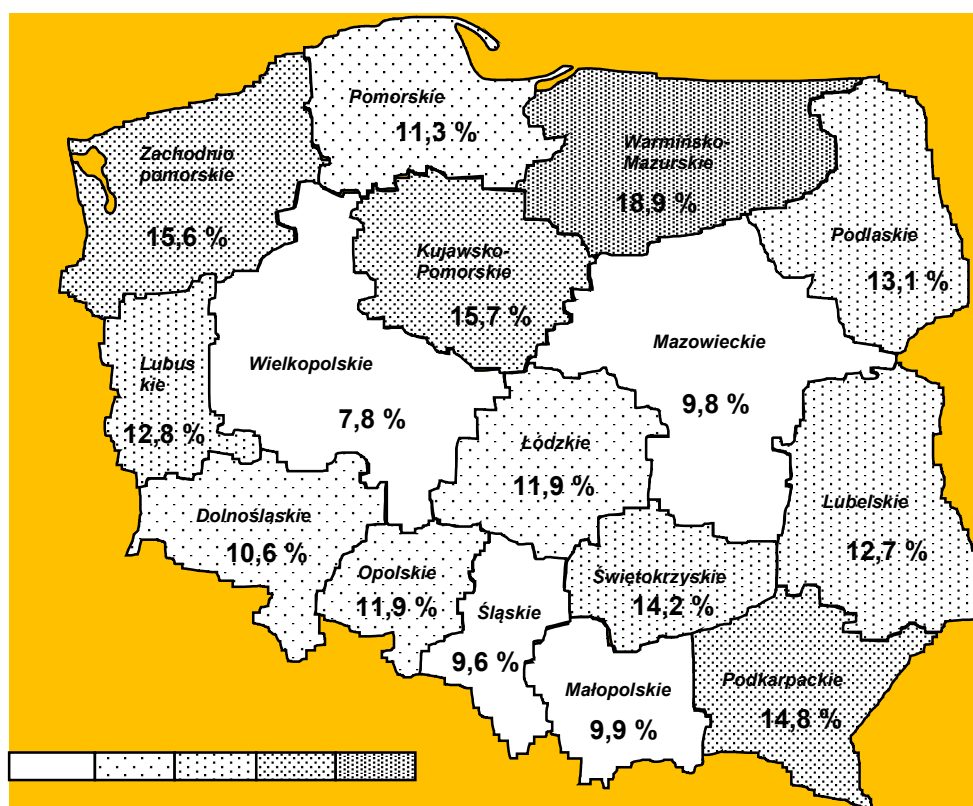 Pomorskie
11,3 %
Zachodnio
pomorskie
15,6 %
Warmińsko-
Mazurskie
18,9 %
Podlaskie
13,1 %
Kujawsko-
Pomorskie
15,7 %
Lubus
kie
12,8 %
Wielkopolskie
7,8 %
Mazowieckie
9,8 %
Łódzkie
11,9 %
Lubelskie
12,7 %
Dolnośląskie
10,6 %
Opolskie
11,9 %
Śląskie
9,6 %
Świętokrzyskie
14,2 %
Małopolskie
9,9 %
Podkarpackie
14,8 %